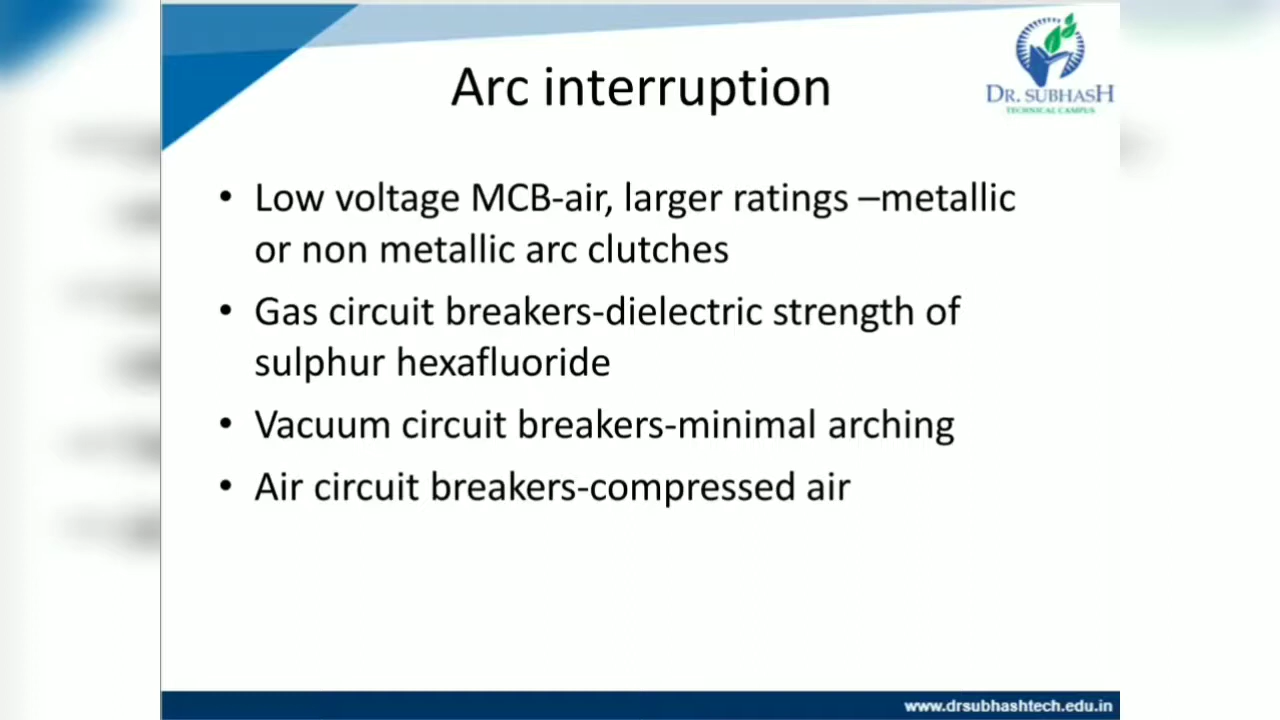 Arc interruption
DR. SUBHASH
TECHNICAL CAMPUS
• Low voltage MCB-air, larger ratings –metallic
or non metallic arc clutches
• Gas circuit breakers-dielectric strength of
sulphur hexafluoride
• Vacuum circuit breakers-minimal arching
• Air circuit breakers-compressed air
www.drsubhashtech.edu.in